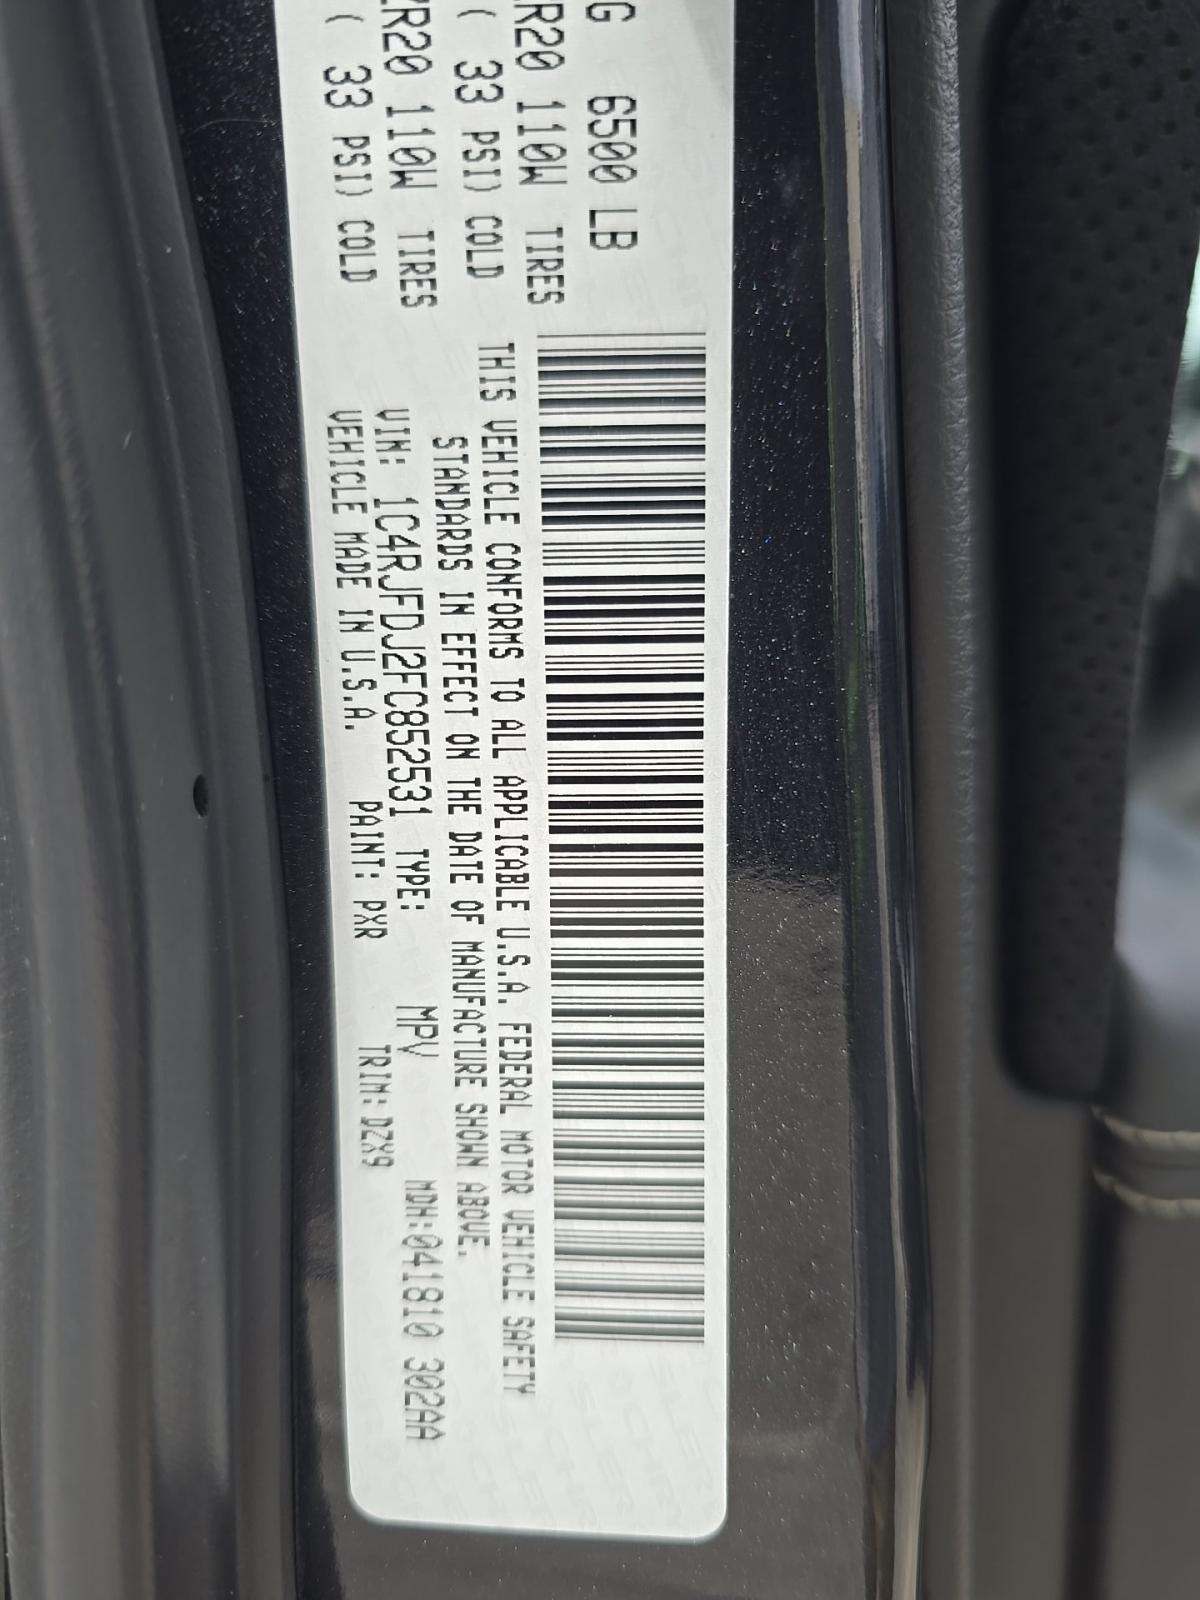 G 6500 LB
R20 110W TIRES
( 33 PSI) COLD
ZR20 110W TIRES
( 33 PSI) COLD
THIS VEHICLE CONFORMS TO ALL APPLICABLE U.S.A. FEDERAL MOTOR VEHICLE SAFETY
STANDARDS IN EFFECT ON THE DATE OF MANUFACTURE SHOWN ABOVE.
VIN: 1C4RJFDJ2FC852531 TYPE: MPV MDH:041810 302AA
VEHICLE MADE IN U.S.A. PAINT: PXR TRIM:DZX9